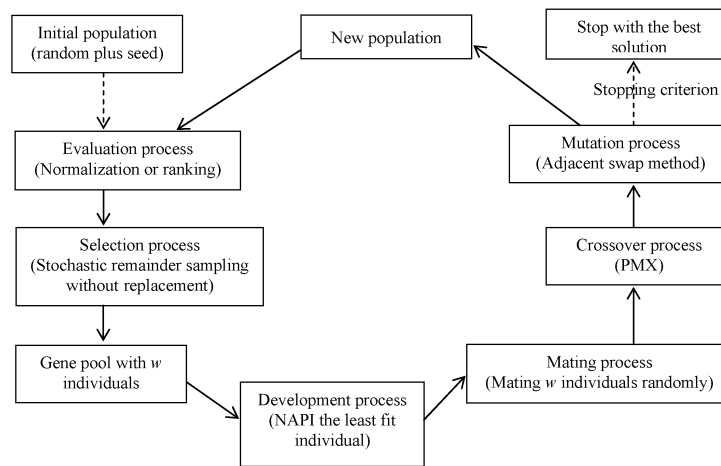 Initial population
(random plus seed)
New population
Stop with the best
solution
Stopping criterion
Evaluation process
(Normalization or ranking)
Mutation process
(Adjacent swap method)
Selection process
(Stochastic remainder sampling
without replacement)
Crossover process
(PMX)
Gene pool with w
individuals
Development process
(NAPI the least fit
individual)
Mating process
(Mating w individuals randomly)